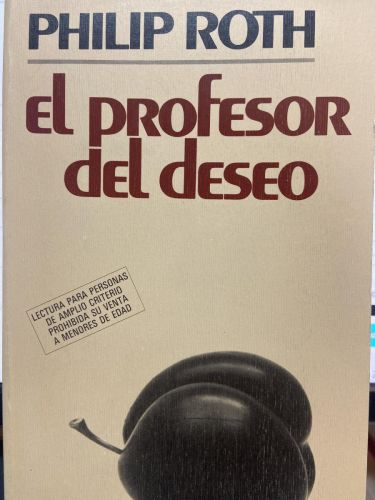 PHILIP ROTH
EL PROFESOR
DEL DESEO
LECTURA PARA PERSONAS
DE AMPLIO CRITERIO
PROHIBIDA SU VENTA
A MENORES DE EDAD